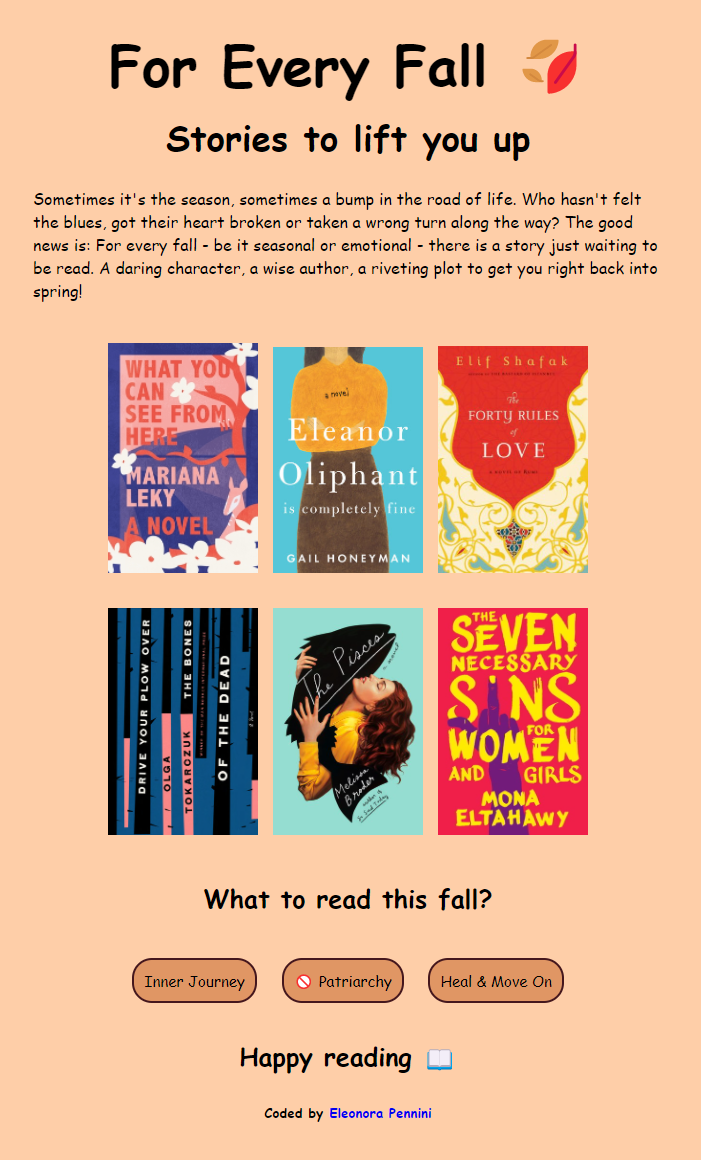 For Every Fall 🍂
Stories to lift you up
Sometimes it's the season, sometimes a bump in the road of life. Who hasn't felt
the blues, got their heart broken or taken a wrong turn along the way? The good
news is: For every fall - be it seasonal or emotional - there is a story just waiting to
be read. A daring character, a wise author, a riveting plot to get you right back into
spring!
WHAT YOU
CAN
SEE FROM
HERE
MARIANA
LEKY
A NOVEL
a novel
Eleanor
Oliphant
is completely fine
GAIL HONEYMAN
Elif Shafak
The
FORTY RULES
of
LOVE
A NOVEL OF RUMI
DRIVE YOUR PLOW OVER
THE BONES
OF THE DEAD
OLGA
TOKARCZUK
The Pisces
a novel
Melissa
Broder
author of
So Sad Today
THE
SEVEN
NECESSARY
SINS
FOR
WOMEN
AND GIRLS
MONA
ELTAHAWY
What to read this fall?
Inner Journey
🚫 Patriarchy
Heal & Move On
Happy reading 📖
Coded by Eleonora Pennini